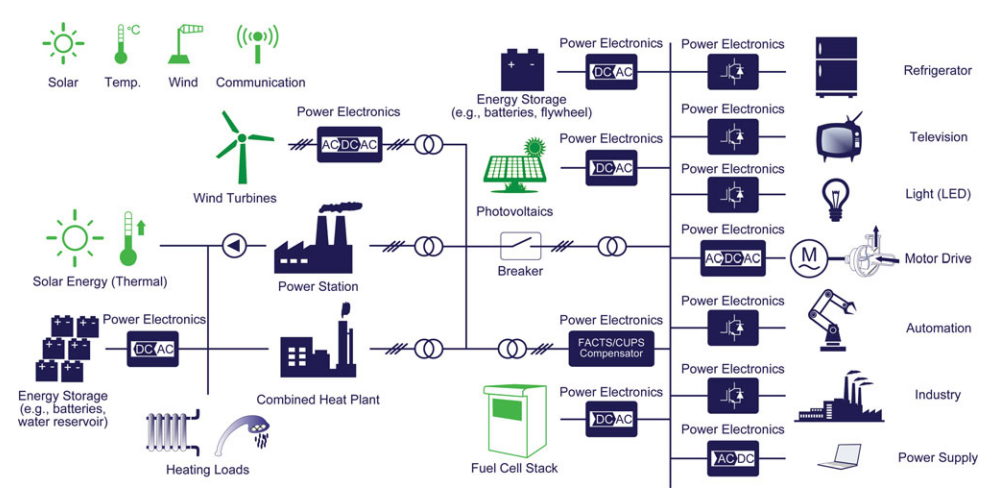 °C
Solar
Temp.
Wind
Communication
Power Electronics
AC DC AC
Wind Turbines
Solar Energy (Thermal)
Power Station
Power Electronics
DC AC
Energy Storage
(e.g., batteries,
water reservoir)
Combined Heat Plant
Heating Loads
Power Electronics
+ -
DC AC
Energy Storage
(e.g., batteries, flywheel)
Power Electronics
DC AC
Photovoltaics
Breaker
Power Electronics
FACTS/CUPS
Compensator
Power Electronics
DC AC
Fuel Cell Stack
Power Electronics
Refrigerator
Power Electronics
Television
Power Electronics
Light (LED)
Power Electronics
AC DC AC
M
Motor Drive
Power Electronics
Automation
Power Electronics
Industry
Power Electronics
AC DC
Power Supply